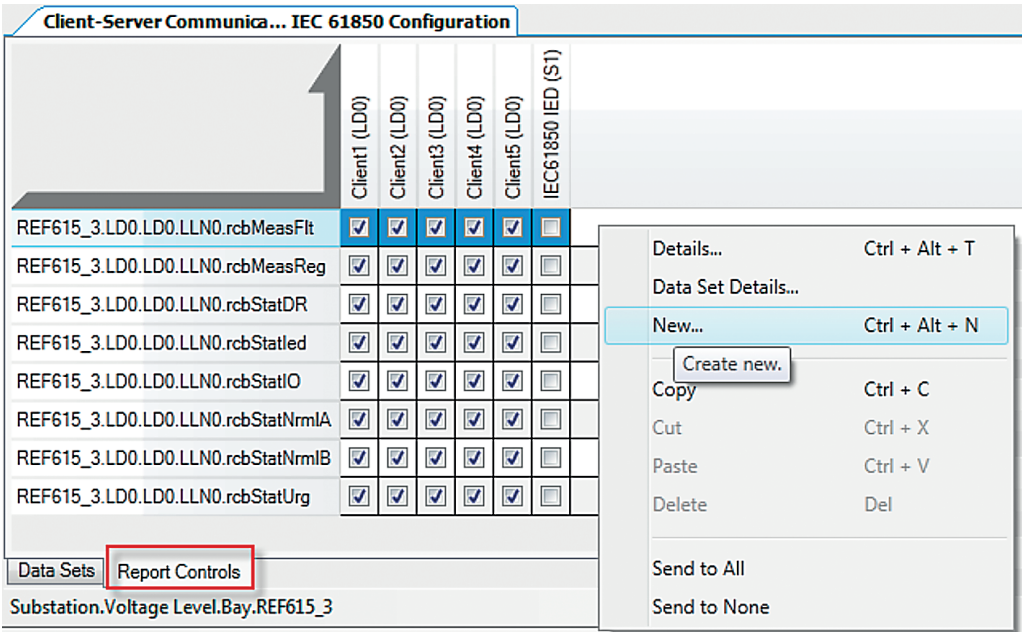 Client-Server Communica... IEC 61850 Configuration
Client1 (LD0)
Client2 (LD0)
Client3 (LD0)
Client4 (LD0)
Client5 (LD0)
IEC61850 IED (S1)
REF615_3.LD0.LD0.LLN0.rcbMeasFlt
REF615_3.LD0.LD0.LLN0.rcbMeasReg
REF615_3.LD0.LD0.LLN0.rcbStatDR
REF615_3.LD0.LD0.LLN0.rcbStatIed
REF615_3.LD0.LD0.LLN0.rcbStatIO
REF615_3.LD0.LD0.LLN0.rcbStatNrmlA
REF615_3.LD0.LD0.LLN0.rcbStatNrmlB
REF615_3.LD0.LD0.LLN0.rcbStatUrg
Details... Ctrl + Alt + T
Data Set Details...
New... Ctrl + Alt + N
Create new.
Copy Ctrl + C
Cut Ctrl + X
Paste Ctrl + V
Delete Del
Send to All
Send to None
Data Sets Report Controls
Substation.Voltage Level.Bay.REF615_3